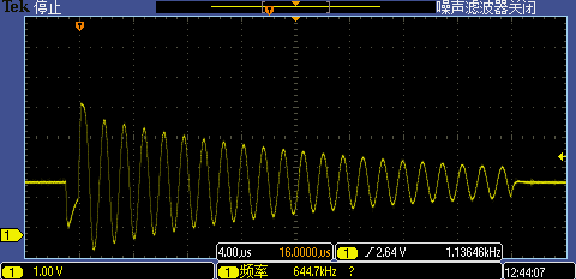 Tek 停止 噪声滤波器关闭
T
T
1
4.00µs 16.0000µs 1 / 2.64 V 1.13646kHz
1 1.00 V 1 频率 644.7kHz ? 12:44:07